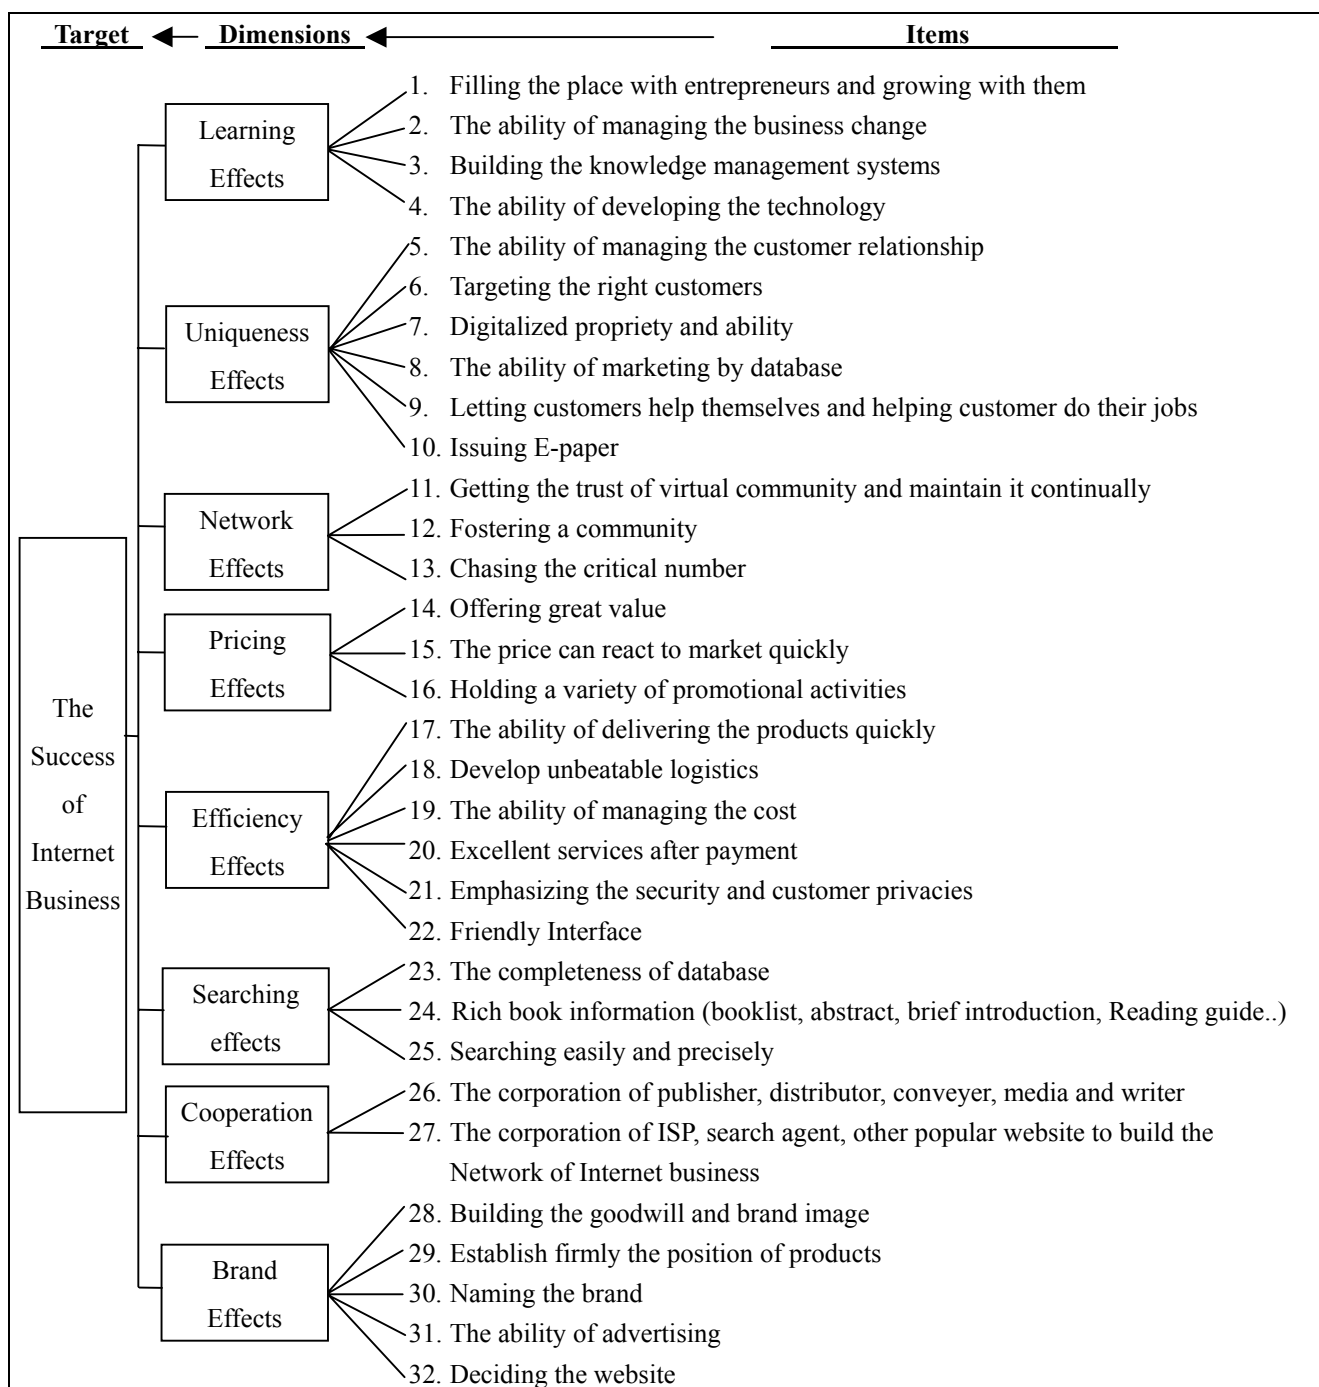 Target Dimensions Items
Learning
Effects
1. Filling the place with entrepreneurs and growing with them
2. The ability of managing the business change
3. Building the knowledge management systems
4. The ability of developing the technology
Uniqueness
Effects
5. The ability of managing the customer relationship
6. Targeting the right customers
7. Digitalized propriety and ability
8. The ability of marketing by database
9. Letting customers help themselves and helping customer do their jobs
10. Issuing E-paper
Network
Effects
11. Getting the trust of virtual community and maintain it continually
12. Fostering a community
13. Chasing the critical number
Pricing
Effects
14. Offering great value
15. The price can react to market quickly
16. Holding a variety of promotional activities
The
Success
of
Internet
Business
Efficiency
Effects
17. The ability of delivering the products quickly
18. Develop unbeatable logistics
19. The ability of managing the cost
20. Excellent services after payment
21. Emphasizing the security and customer privacies
22. Friendly Interface
Searching
effects
23. The completeness of database
24. Rich book information (booklist, abstract, brief introduction, Reading guide..)
25. Searching easily and precisely
Cooperation
Effects
26. The corporation of publisher, distributor, conveyer, media and writer
27. The corporation of ISP, search agent, other popular website to build the
Network of Internet business
Brand
Effects
28. Building the goodwill and brand image
29. Establish firmly the position of products
30. Naming the brand
31. The ability of advertising
32. Deciding the website